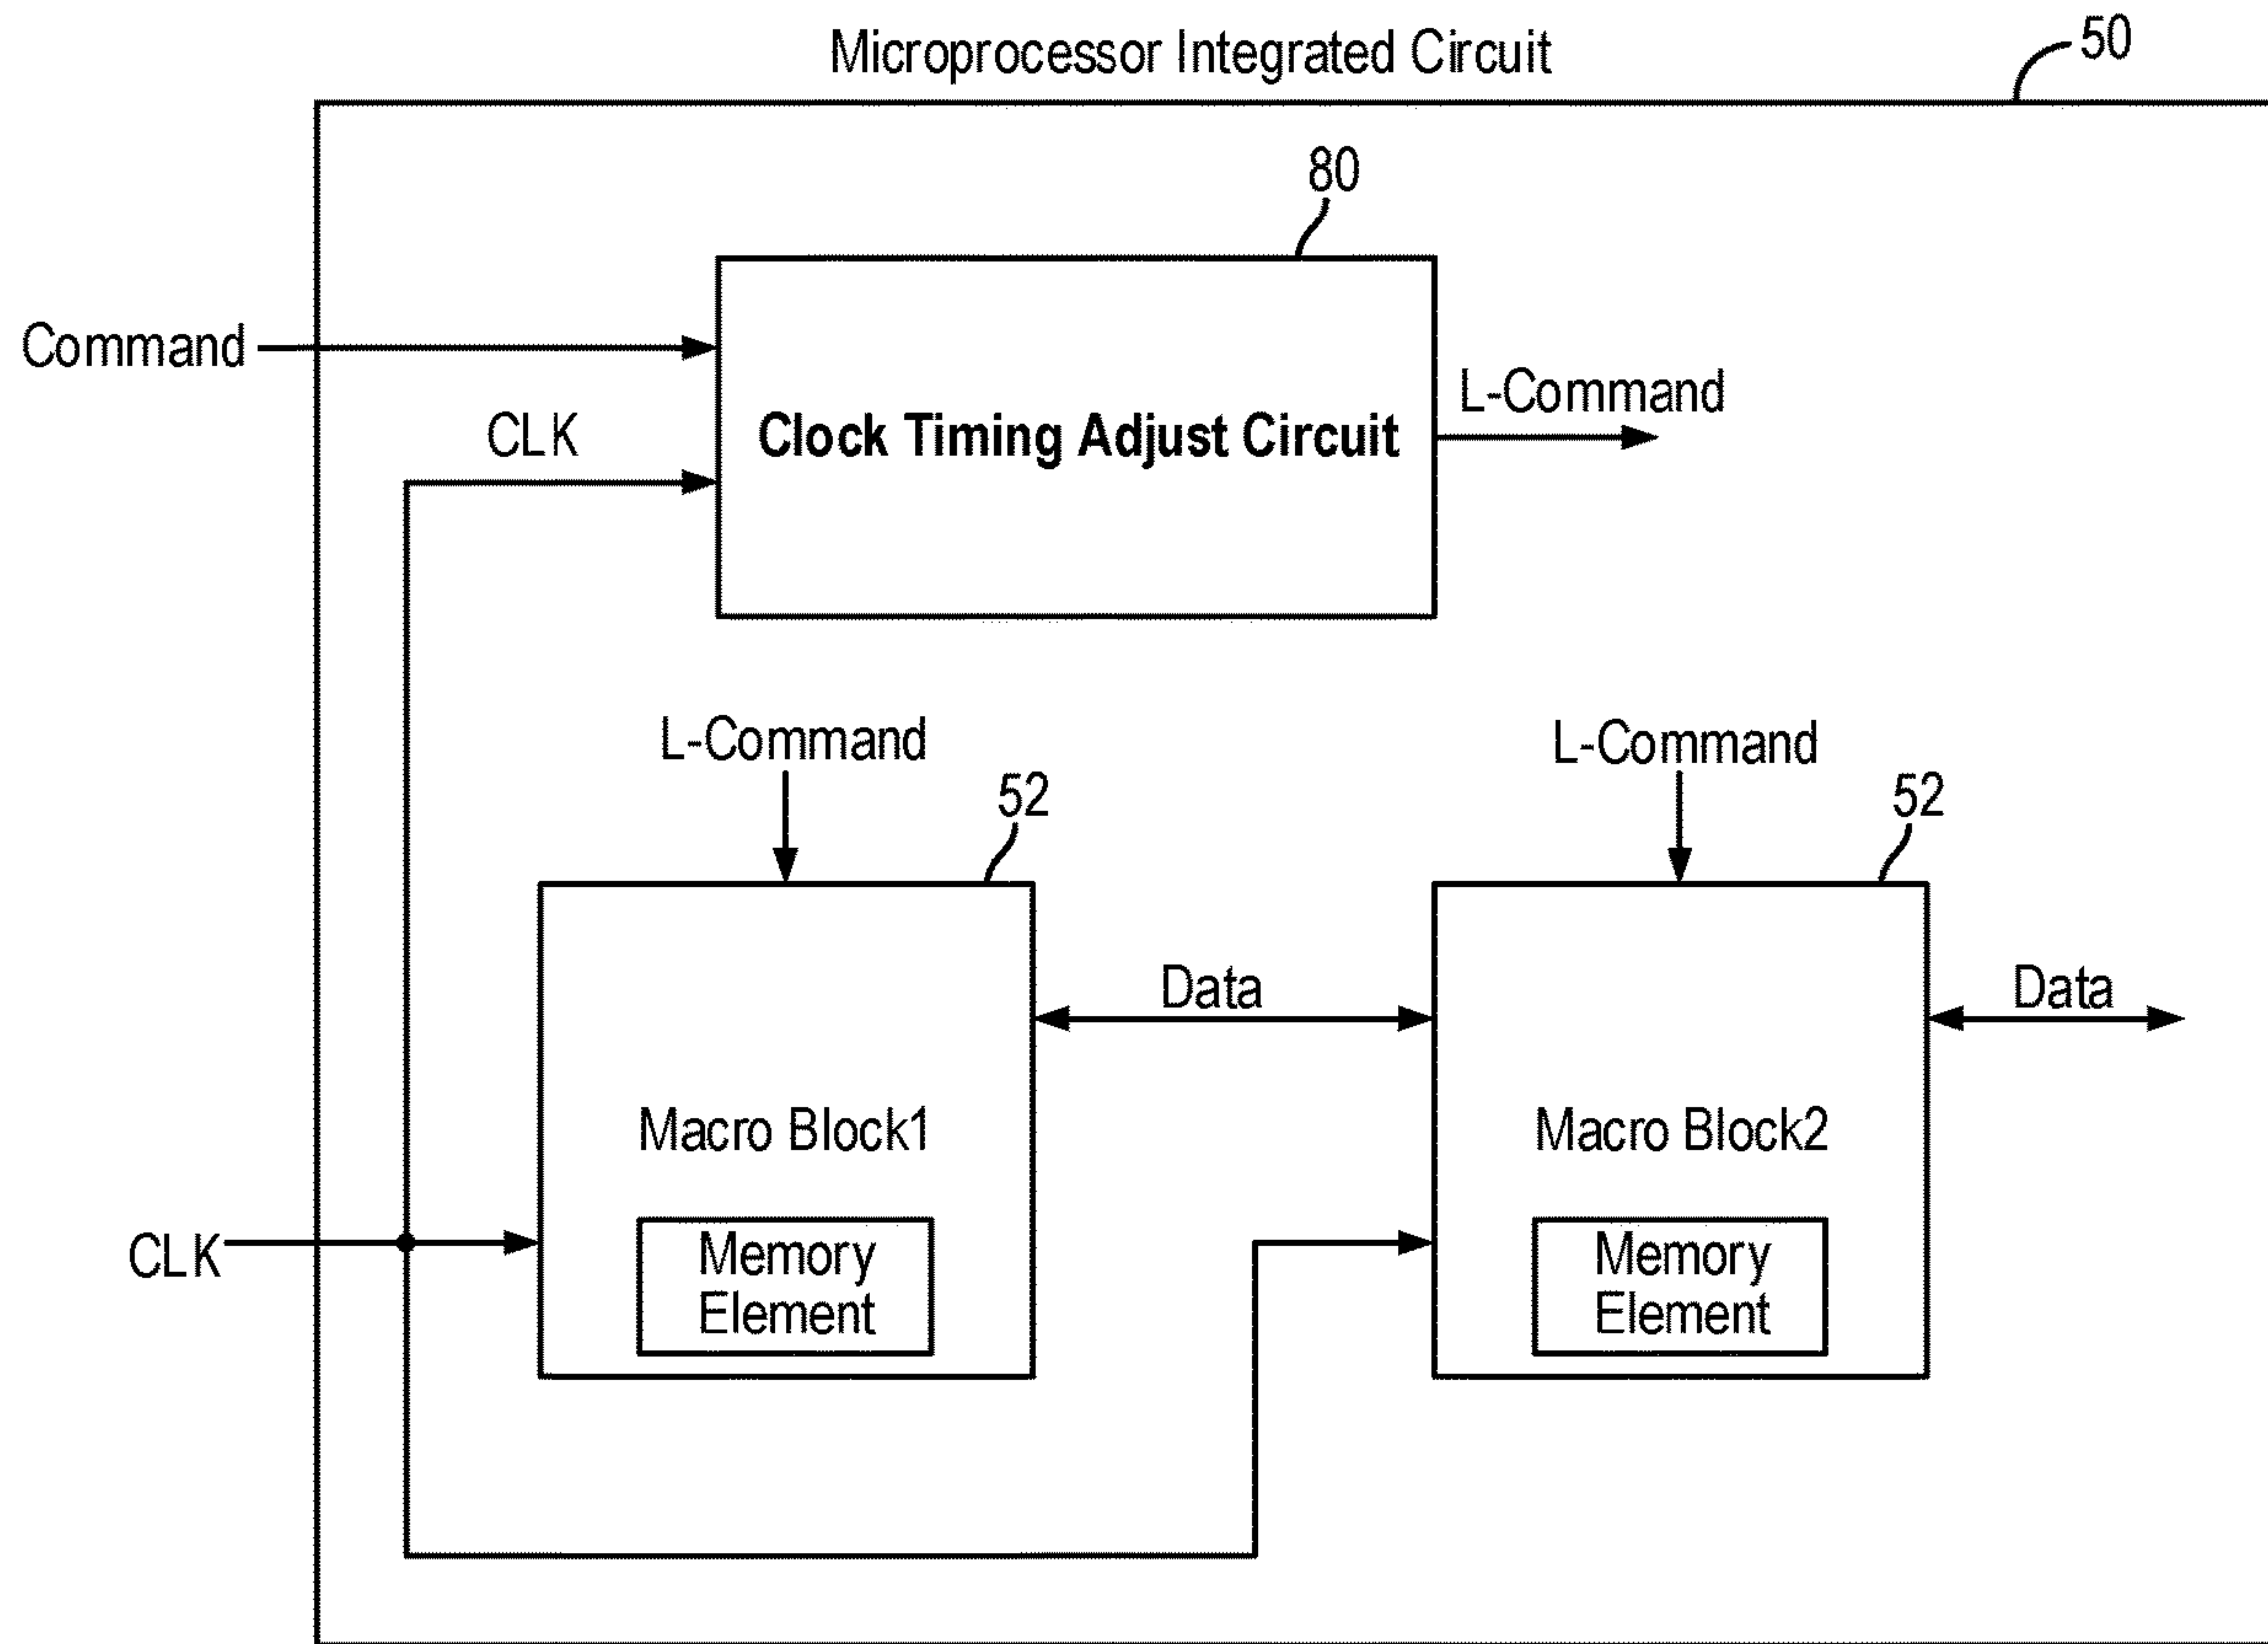 Microprocessor Integrated Circuit
50
80
Command
CLK
Clock Timing Adjust Circuit
L-Command
L-Command
52
L-Command
52
Data
Data
Macro Block1
Macro Block2
CLK
Memory
Element
Memory
Element